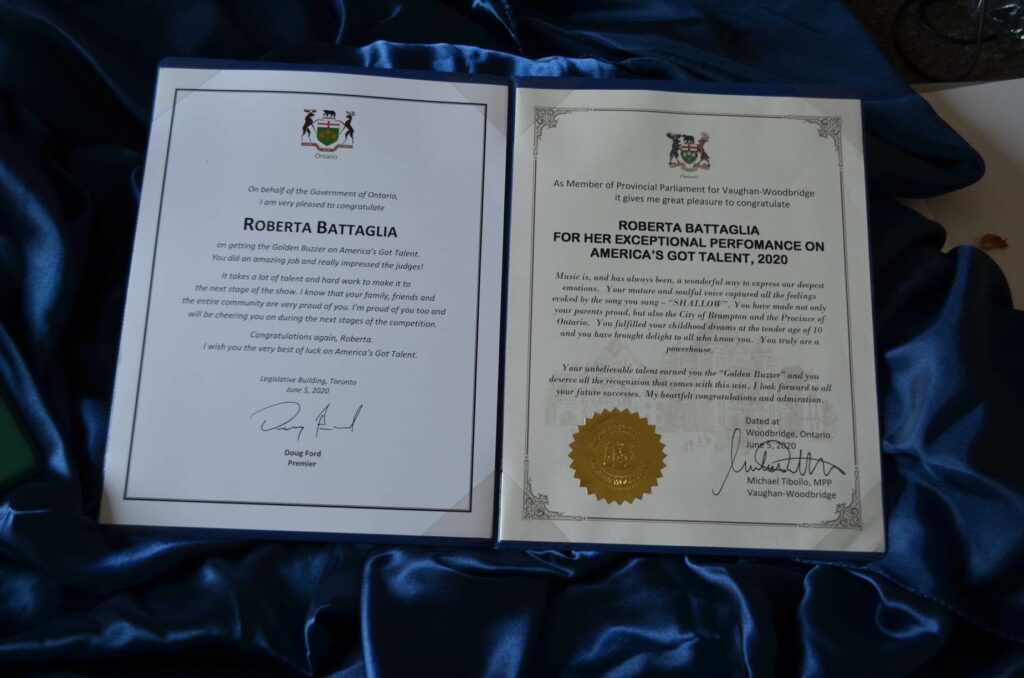 Ontario
On behalf of the Government of Ontario,
I am very pleased to congratulate
ROBERTA BATTAGLIA
on getting the Golden Buzzer on America's Got Talent.
You did an amazing job and really impressed the judges!
It takes a lot of talent and hard work to make it to
the next stage of the show. I know that your family, friends and
the entire community are very proud of you. I'm proud of you too and
will be cheering you on during the next stages of the competition.
Congratulations again, Roberta.
I wish you the very best of luck on America's Got Talent.
Legislative Building, Toronto
June 5, 2020
Doug Ford
Doug Ford
Premier
Ontario
As Member of Provincial Parliament for Vaughan-Woodbridge
it gives me great pleasure to congratulate
ROBERTA BATTAGLIA
FOR HER EXCEPTIONAL PERFOMANCE ON
AMERICA'S GOT TALENT, 2020
Music is, and has always been, a wonderful way to express our deepest
emotions. Your mature and soulful voice captured all the feelings
evoked by the song you sang – "SHALLOW". You have made not only
your parents proud, but also the City of Brampton and the Province of
Ontario. You fulfilled your childhood dreams at the tender age of 10
and you have brought delight to all who know you. You truly are a
powerhouse.
Your unbelievable talent earned you the "Golden Buzzer" and you
deserve all the recognition that comes with this win. I look forward to all
your future successes. My heartfelt congratulations and admiration.
Dated at
Woodbridge, Ontario
June 5, 2020
Michael Tibollo, MPP
Vaughan-Woodbridge